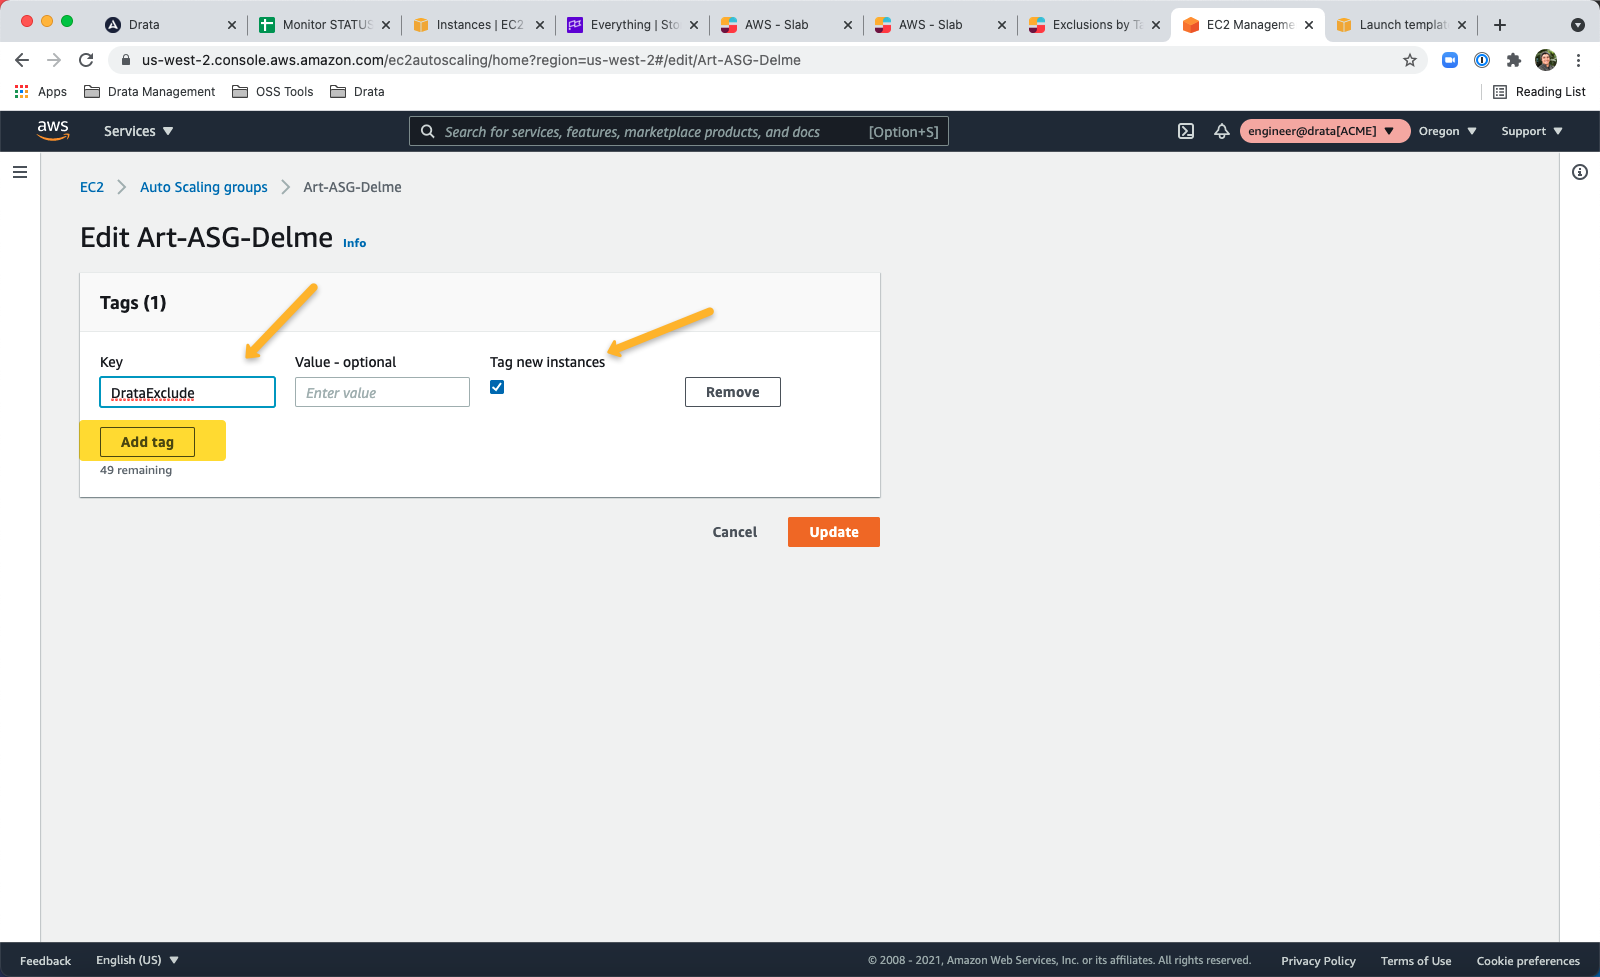 Drata
Monitor STATUS
Instances | EC2
Everything | Sto
AWS - Slab
AWS - Slab
Exclusions by Ta
EC2 Manageme
Launch templat
us-west-2.console.aws.amazon.com/ec2autoscaling/home?region=us-west-2#/edit/Art-ASG-Delme
Apps
Drata Management
OSS Tools
Drata
Reading List
aws
Services
Search for services, features, marketplace products, and docs
[Option+S]
engineer@drata[ACME]
Oregon
Support
EC2
Auto Scaling groups
Art-ASG-Delme
Edit Art-ASG-Delme Info
Tags (1)
Key
Value - optional
Tag new instances
DrataExclude
Enter value
Remove
Add tag
49 remaining
Cancel
Update
Feedback
English (US)
© 2008 - 2021, Amazon Web Services, Inc. or its affiliates. All rights reserved.
Privacy Policy
Terms of Use
Cookie preferences